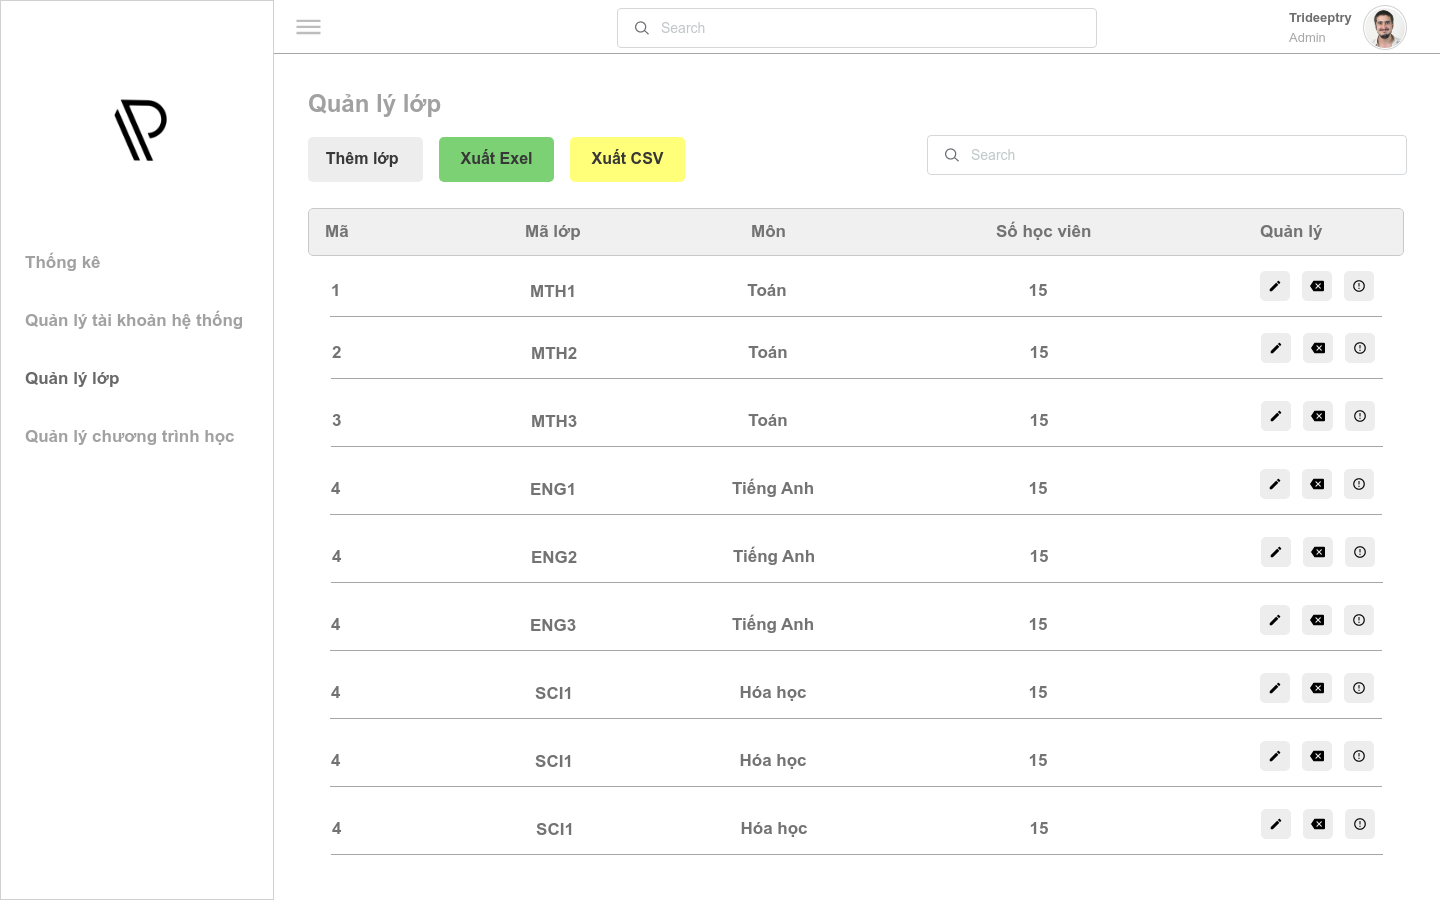 Search
Trideeptry
Admin
Thống kê
Quản lý tài khoản hệ thống
Quản lý lớp
Quản lý chương trình học
Quản lý lớp
Thêm lớp Xuất Exel Xuất CSV
Search
Mã Mã lớp Môn Số học viên Quản lý
1 MTH1 Toán 15
2 MTH2 Toán 15
3 MTH3 Toán 15
4 ENG1 Tiếng Anh 15
4 ENG2 Tiếng Anh 15
4 ENG3 Tiếng Anh 15
4 SCI1 Hóa học 15
4 SCI1 Hóa học 15
4 SCI1 Hóa học 15